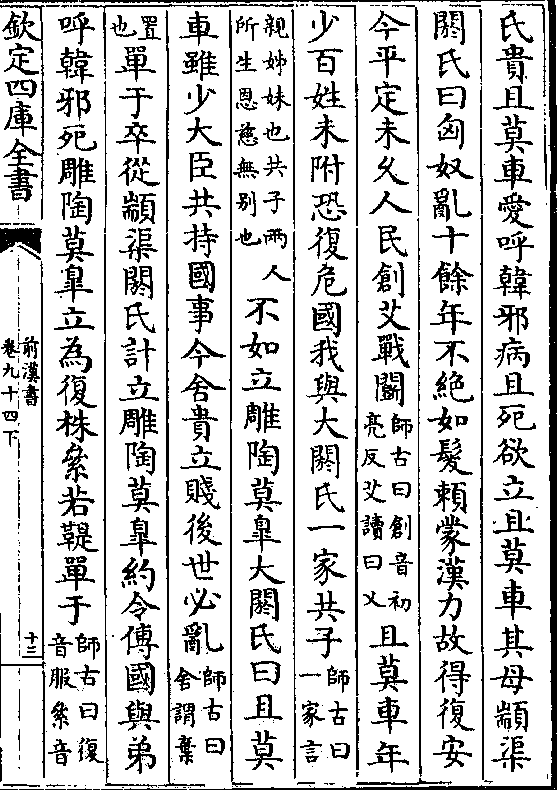 氏貴且莫車愛呼韓邪病且死欲立且莫車其母顓渠
閼氏曰匈奴亂十餘年不絶如髮賴蒙漢力故得復安
今平定未乆人民創艾戰鬭師古曰創音初亮反艾讀曰乂且莫車年
少百姓未附恐復危國我與大閼氏一家共子師古曰一家言
親姊妹也共子兩人所生恩慈無别也不如立雕陶莫臯大閼氏曰且莫
車雖少大臣共持國事今舍貴立賤後世必亂師古曰舍謂棄
置也單于卒從顓渠閼氏計立雕陶莫臯約令傳國與弟
呼韓邪死雕陶莫臯立為復株絫若鞮單于師古曰復音服絫音
欽定四庫全書
前漢書
卷九十四下
十三